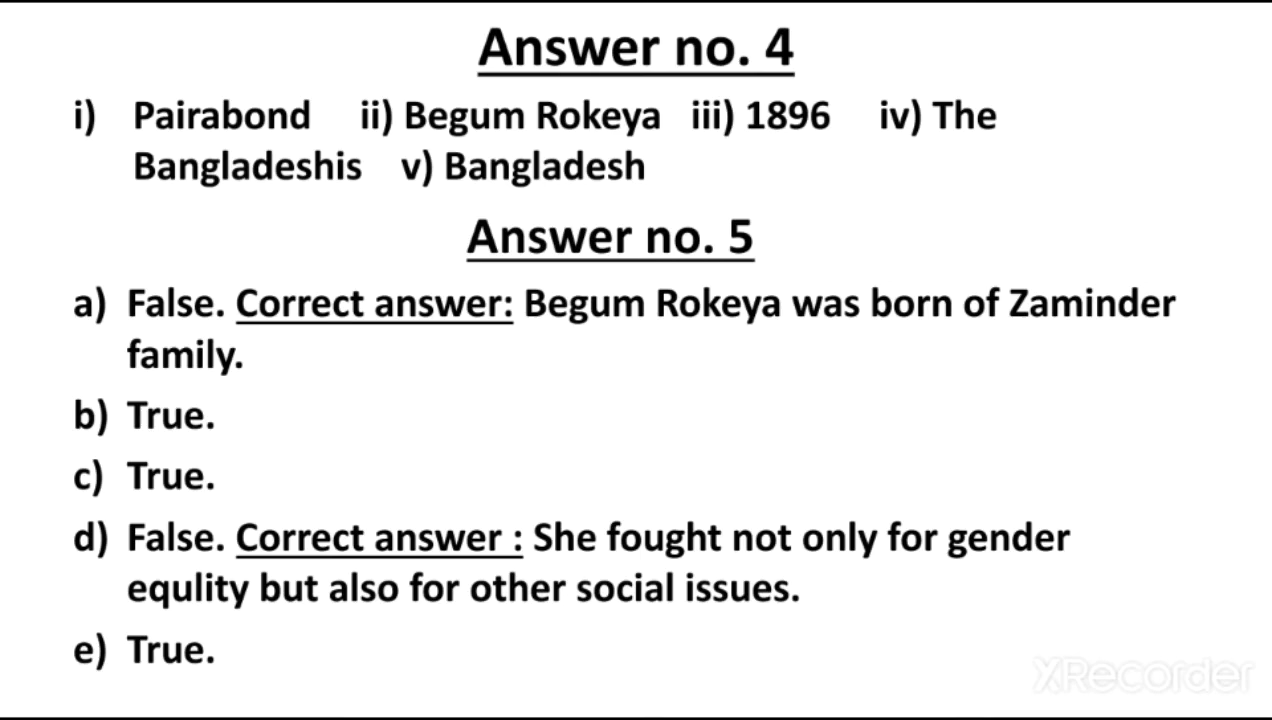 Answer no. 4
i) Pairabond ii) Begum Rokeya iii) 1896 iv) The
Bangladeshis v) Bangladesh
Answer no. 5
a) False. Correct answer: Begum Rokeya was born of Zaminder
family.
b) True.
c) True.
d) False. Correct answer : She fought not only for gender
equlity but also for other social issues.
e) True.
XRecorder